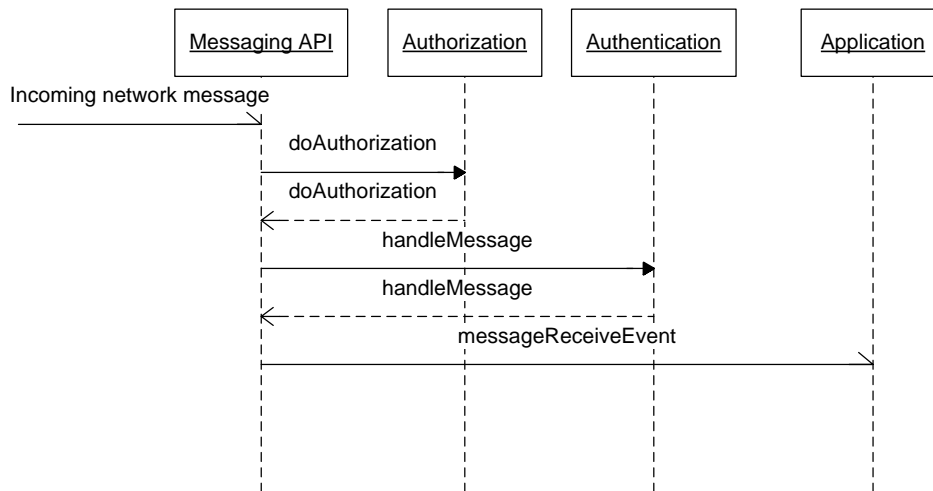 Messaging API
Authorization
Authentication
Application
Incoming network message
doAuthorization
doAuthorization
handleMessage
handleMessage
messageReceiveEvent